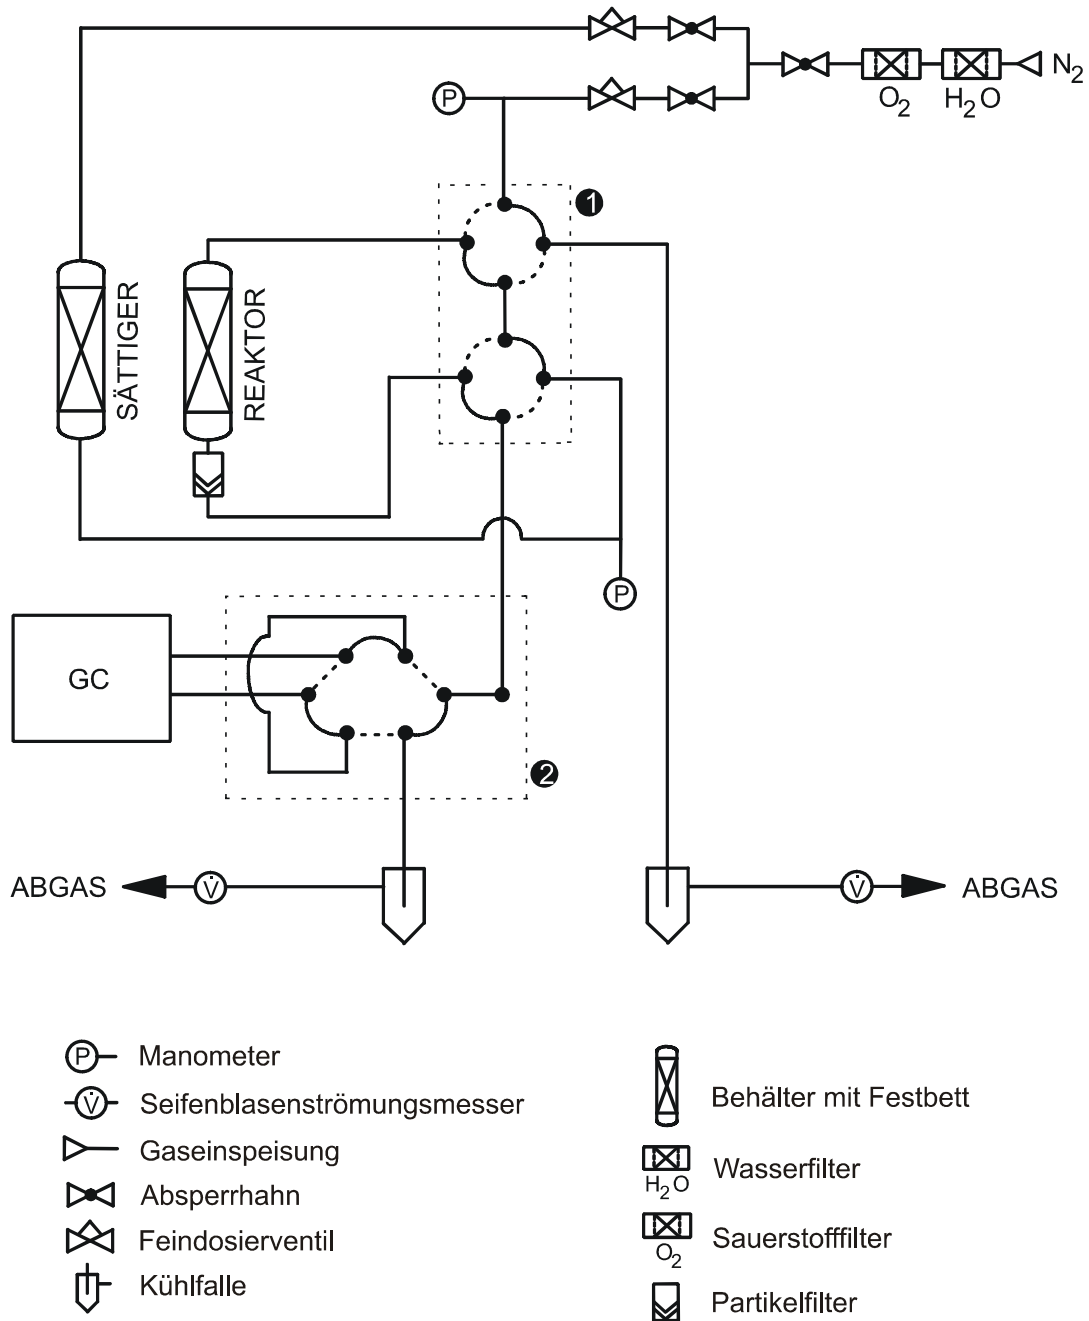 N2
O2
H2O
P
1
SÄTTIGER
REAKTOR
P
GC
2
ABGAS
V̇
V̇
ABGAS
P
Manometer
V̇
Seifenblasenströmungsmesser
Gaseinspeisung
Absperrhahn
Feindosierventil
Kühlfalle
Behälter mit Festbett
H2O
Wasserfilter
O2
Sauerstofffilter
Partikelfilter